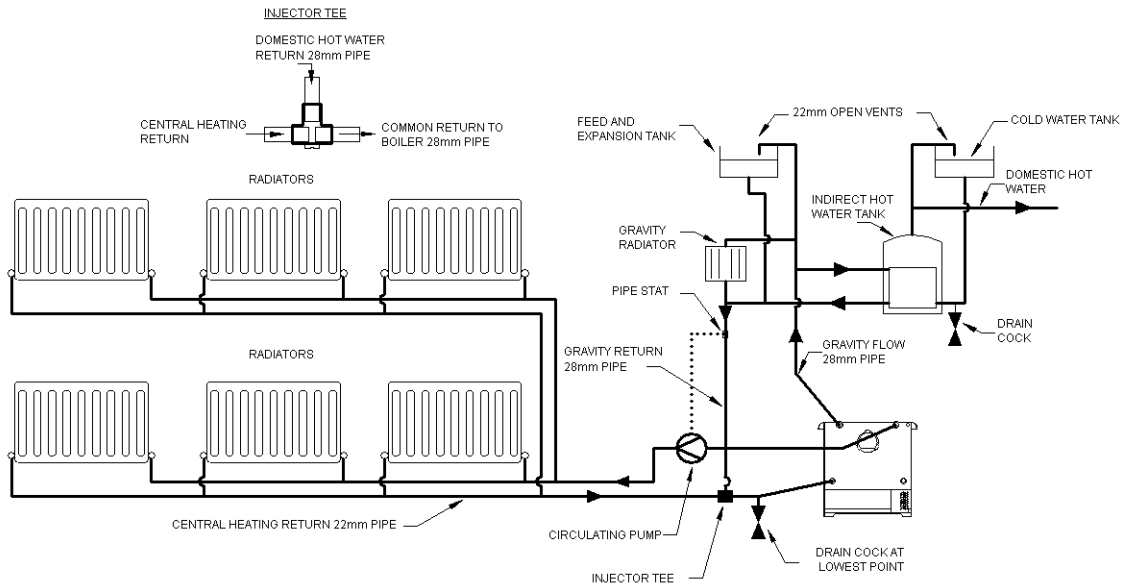 INJECTOR TEE
DOMESTIC HOT WATER
RETURN 28mm PIPE
CENTRAL HEATING
RETURN
COMMON RETURN TO
BOILER 28mm PIPE
FEED AND
EXPANSION TANK
22mm OPEN VENTS
COLD WATER TANK
DOMESTIC HOT
WATER
RADIATORS
INDIRECT HOT
WATER TANK
GRAVITY
RADIATOR
PIPE STAT
DRAIN
COCK
RADIATORS
GRAVITY RETURN
28mm PIPE
GRAVITY FLOW
28mm PIPE
CENTRAL HEATING RETURN 22mm PIPE
CIRCULATING PUMP
DRAIN COCK AT
LOWEST POINT
INJECTOR TEE